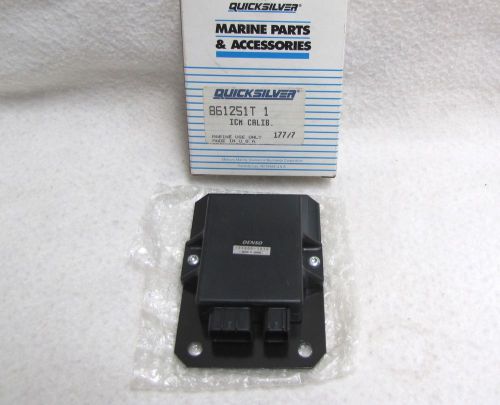 QUICKSILVER
MARINE PARTS
& ACCESSORIES
QUICKSILVER
861251T 1
ICM CALIB.
MARINE USE ONLY 177/7
MADE IN U.S.A.
DENSO